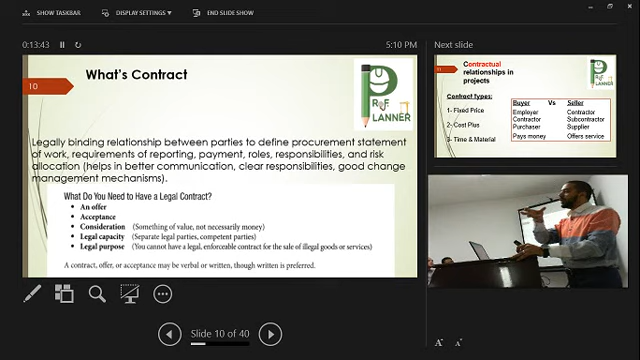 SHOW TASKBAR
DISPLAY SETTINGS
END SLIDE SHOW
0:13:43
5:10 PM
Next slide
10
What's Contract
PLANNER
Legally binding relationship between parties to define procurement statement
of work, requirements of reporting, payment, roles, responsibilities, and risk
allocation (helps in better communication, clear responsibilities, good change
management mechanisms).
What Do You Need to Have a Legal Contract?
• An offer
• Acceptance
• Consideration (Something of value, not necessarily money)
• Legal capacity (Separate legal parties, competent parties)
• Legal purpose (You cannot have a legal, enforceable contract for the sale of illegal goods or services)
A contract, offer, or acceptance may be verbal or written, though written is preferred.
Slide 10 of 40
11
Contractual
relationships in
projects
Contract types:
1- Fixed Price
2- Cost Plus
3- Time & Material
Buyer Vs Seller
Employer Contractor
Contractor Subcontractor
Purchaser Supplier
Pays money Offers service
A A